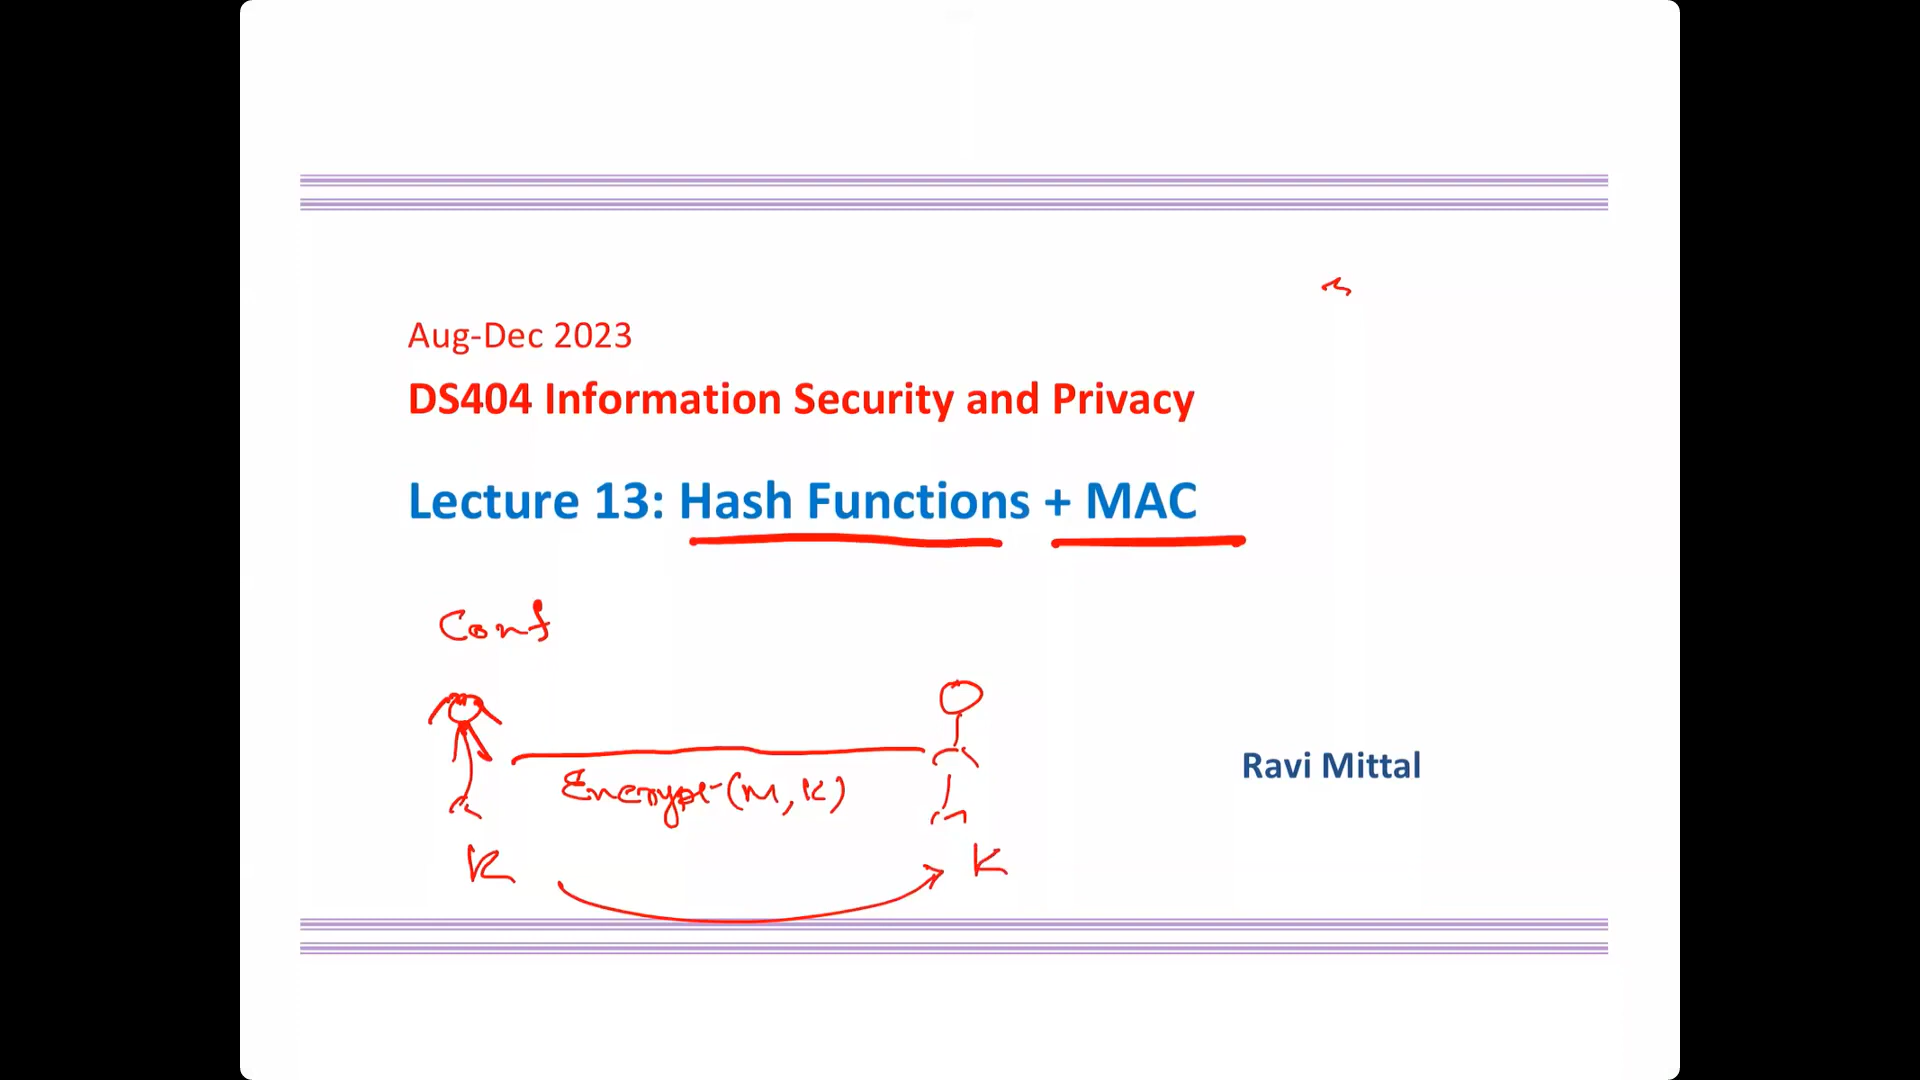 Aug-Dec 2023
DS404 Information Security and Privacy
Lecture 13: Hash Functions + MAC
Conf
Encrypt(M, K)
Ravi Mittal
K
K